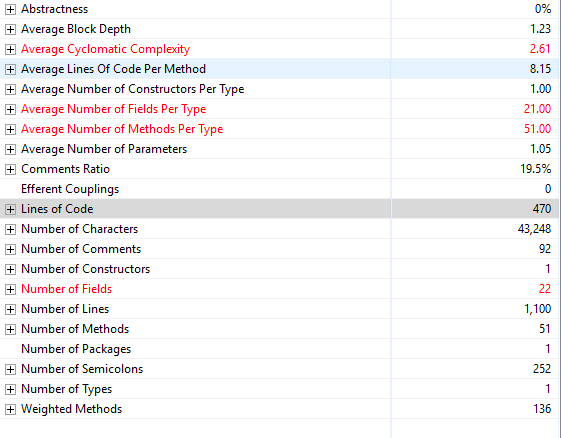 Abstractness 0%
Average Block Depth 1.23
Average Cyclomatic Complexity 2.61
Average Lines Of Code Per Method 8.15
Average Number of Constructors Per Type 1.00
Average Number of Fields Per Type 21.00
Average Number of Methods Per Type 51.00
Average Number of Parameters 1.05
Comments Ratio 19.5%
Efferent Couplings 0
Lines of Code 470
Number of Characters 43,248
Number of Comments 92
Number of Constructors 1
Number of Fields 22
Number of Lines 1,100
Number of Methods 51
Number of Packages 1
Number of Semicolons 252
Number of Types 1
Weighted Methods 136